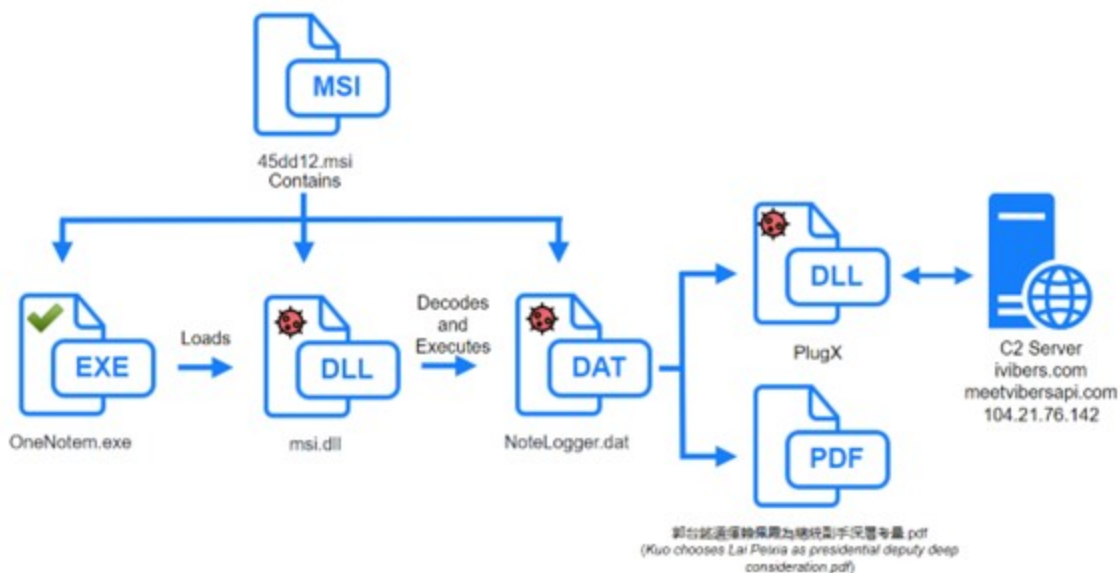 MSI
45dd12.msi
Contains
EXE
OneNotem.exe
Loads
DLL
msi.dll
Decodes
and
Executes
DAT
NoteLogger.dat
DLL
PlugX
C2 Server
ivibers.com
meetvibersapi.com
104.21.76.142
PDF
郭台銘選擇賴佩霞為總統副手深層考量.pdf
(Kuo chooses Lai Peixia as presidential deputy deep
consideration.pdf)